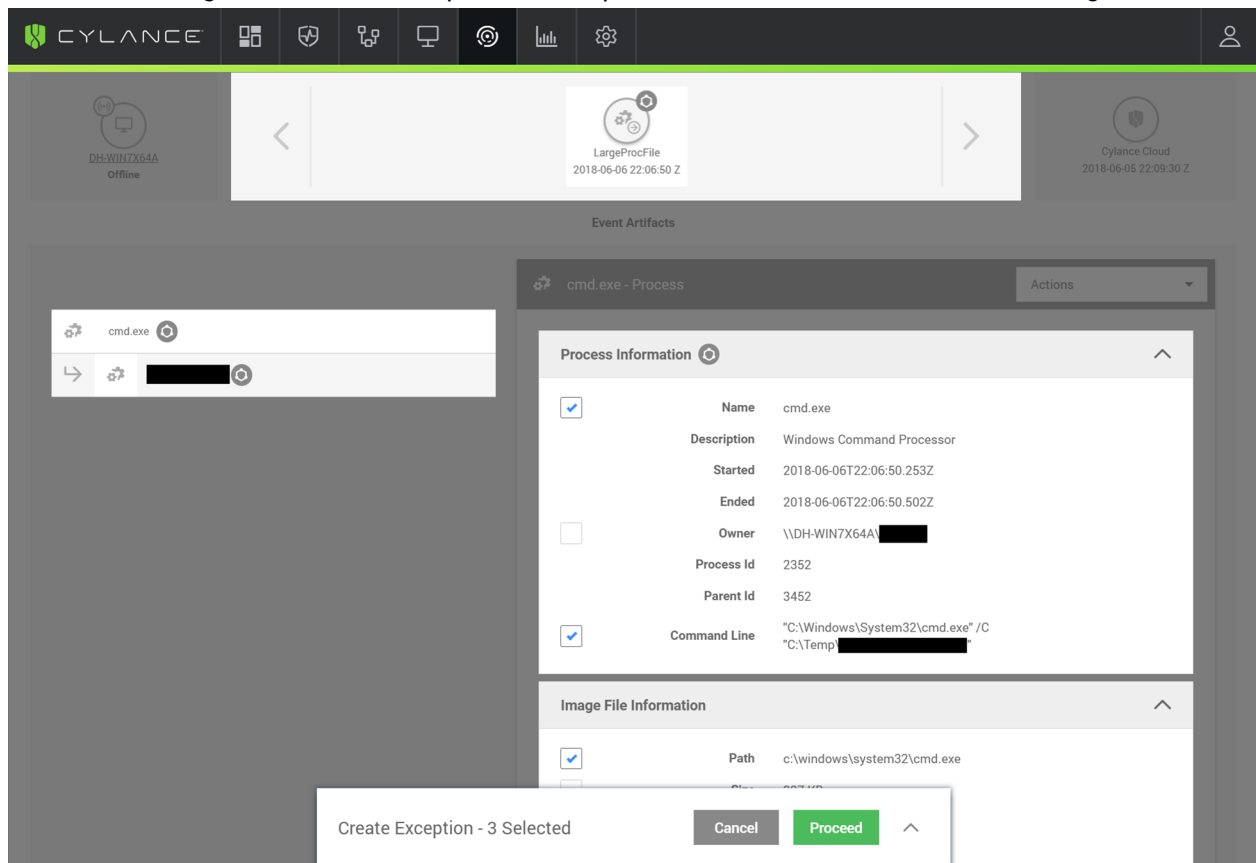 CYLANCE
LargeProcFile
2018-06-06 22:06:50 Z
DH-WIN7X64A
Offline
Cylance Cloud
2018-06-05 22:09:30 Z
Event Artifacts
cmd.exe - Process
Actions
cmd.exe
Process Information
Name cmd.exe
Description Windows Command Processor
Started 2018-06-06T22:06:50.253Z
Ended 2018-06-06T22:06:50.502Z
Owner \\DH-WIN7X64A\
Process Id 2352
Parent Id 3452
Command Line "C:\Windows\System32\cmd.exe" /C
"C:\Temp\ "
Image File Information
Path c:\windows\system32\cmd.exe
Create Exception - 3 Selected
Cancel
Proceed